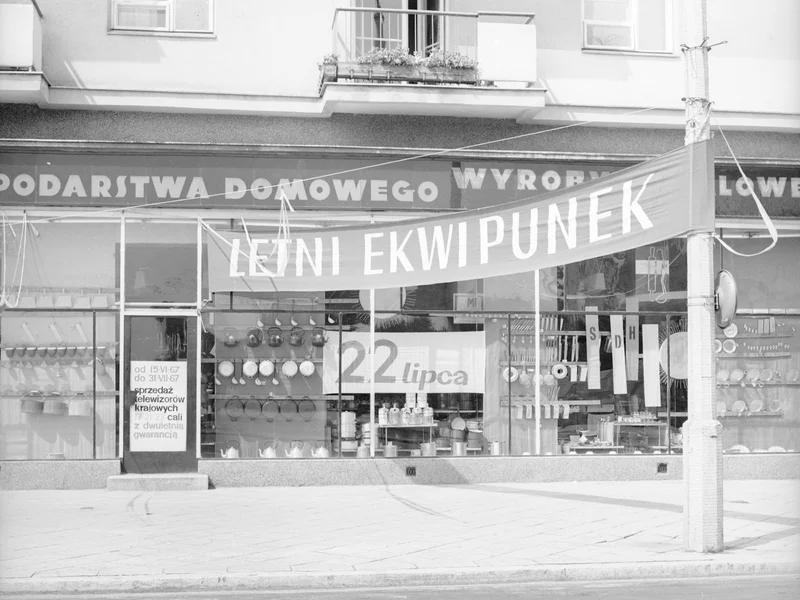 PODARSTWA DOMOWEGO WYROBY LOWE
LETNI EKWIPUNEK
22 lipca
SDH
od 15·VI·67
do 31·VII·67
sprzedaż
telewizorów
krajowych
cali
z dwuletnią
gwarancją